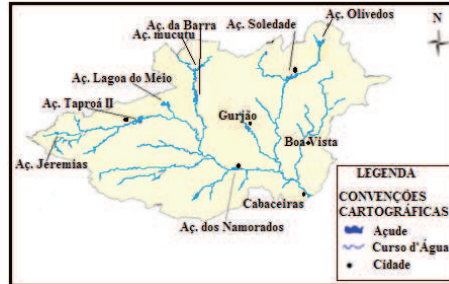 Aç. Olivedos
Aç. da Barra
Aç. Soledade
N
Aç. mucutu
Aç. Lagoa do Meio
Aç. Taproá II
Gurjão
Boa Vista
Aç. Jeremias
LEGENDA
CONVENÇÕES
CARTOGRÁFICAS
Cabaceiras
Açude
Aç. dos Namorados
Curso d'Água
Cidade